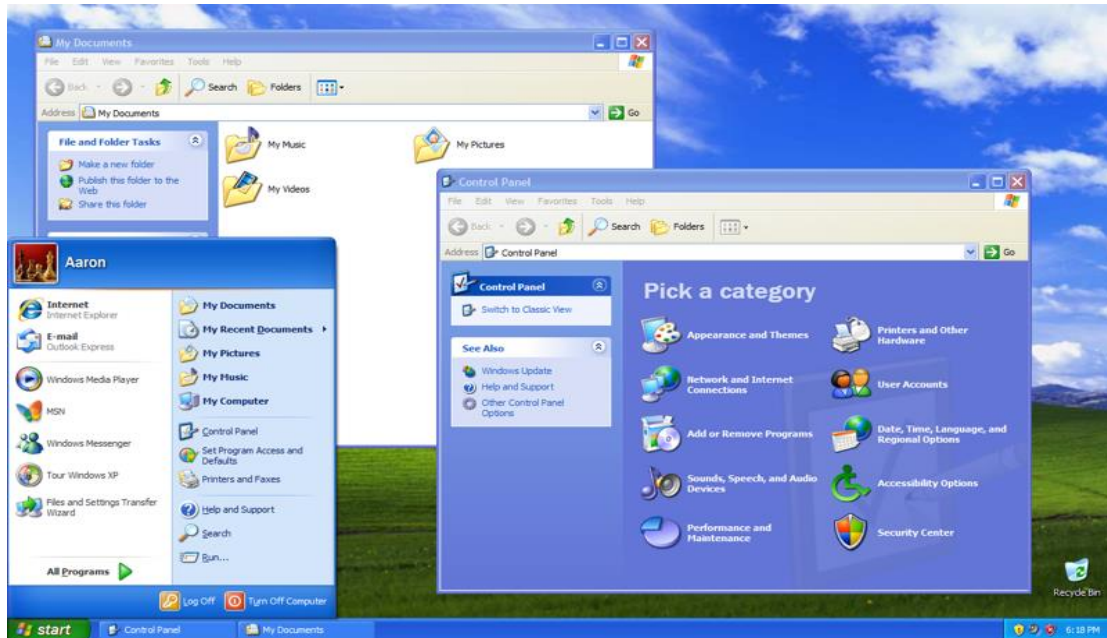 My Documents
File Edit View Favorites Tools Help
Back Search Folders
Address My Documents Go
File and Folder Tasks
Make a new folder
Publish this folder to the
Web
Share this folder
My Music
My Pictures
My Videos
Control Panel
File Edit View Favorites Tools Help
Back Search Folders
Address Control Panel Go
Control Panel
Switch to Classic View
See Also
Windows Update
Help and Support
Other Control Panel
Options
Pick a category
Appearance and Themes
Printers and Other
Hardware
Network and Internet
Connections
User Accounts
Add or Remove Programs
Date, Time, Language, and
Regional Options
Sounds, Speech, and Audio
Devices
Accessibility Options
Performance and
Maintenance
Security Center
Aaron
Internet
Internet Explorer
E-mail
Outlook Express
Windows Media Player
MSN
Windows Messenger
Tour Windows XP
Files and Settings Transfer
Wizard
All Programs
My Documents
My Recent Documents
My Pictures
My Music
My Computer
Control Panel
Set Program Access and
Defaults
Printers and Faxes
Help and Support
Search
Run...
Log Off Turn Off Computer
Recycle Bin
start Control Panel My Documents 6:18 PM